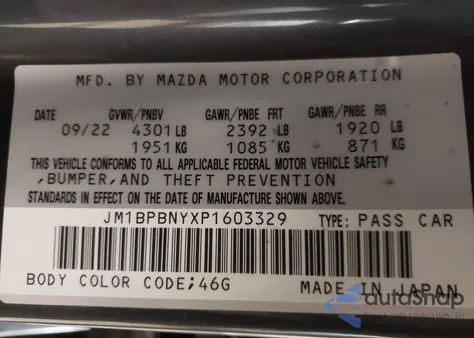 MFD. BY MAZDA MOTOR CORPORATION
DATE GVWR/PNBV GAWR/PNBE FRT GAWR/PNBE RR
09/22 4301 LB 2392 LB 1920 LB
1951 KG 1085 KG 871 KG
THIS VEHICLE CONFORMS TO ALL APPLICABLE FEDERAL MOTOR VEHICLE SAFETY
,BUMPER,AND THEFT PREVENTION
STANDARDS IN EFFECT ON THE DATE OF MANUFACTURE SHOWN ABOVE.
JM1BPBNYXP1603329 TYPE: PASS CAR
BODY COLOR CODE;46G MADE IN JAPAN
autoSnap